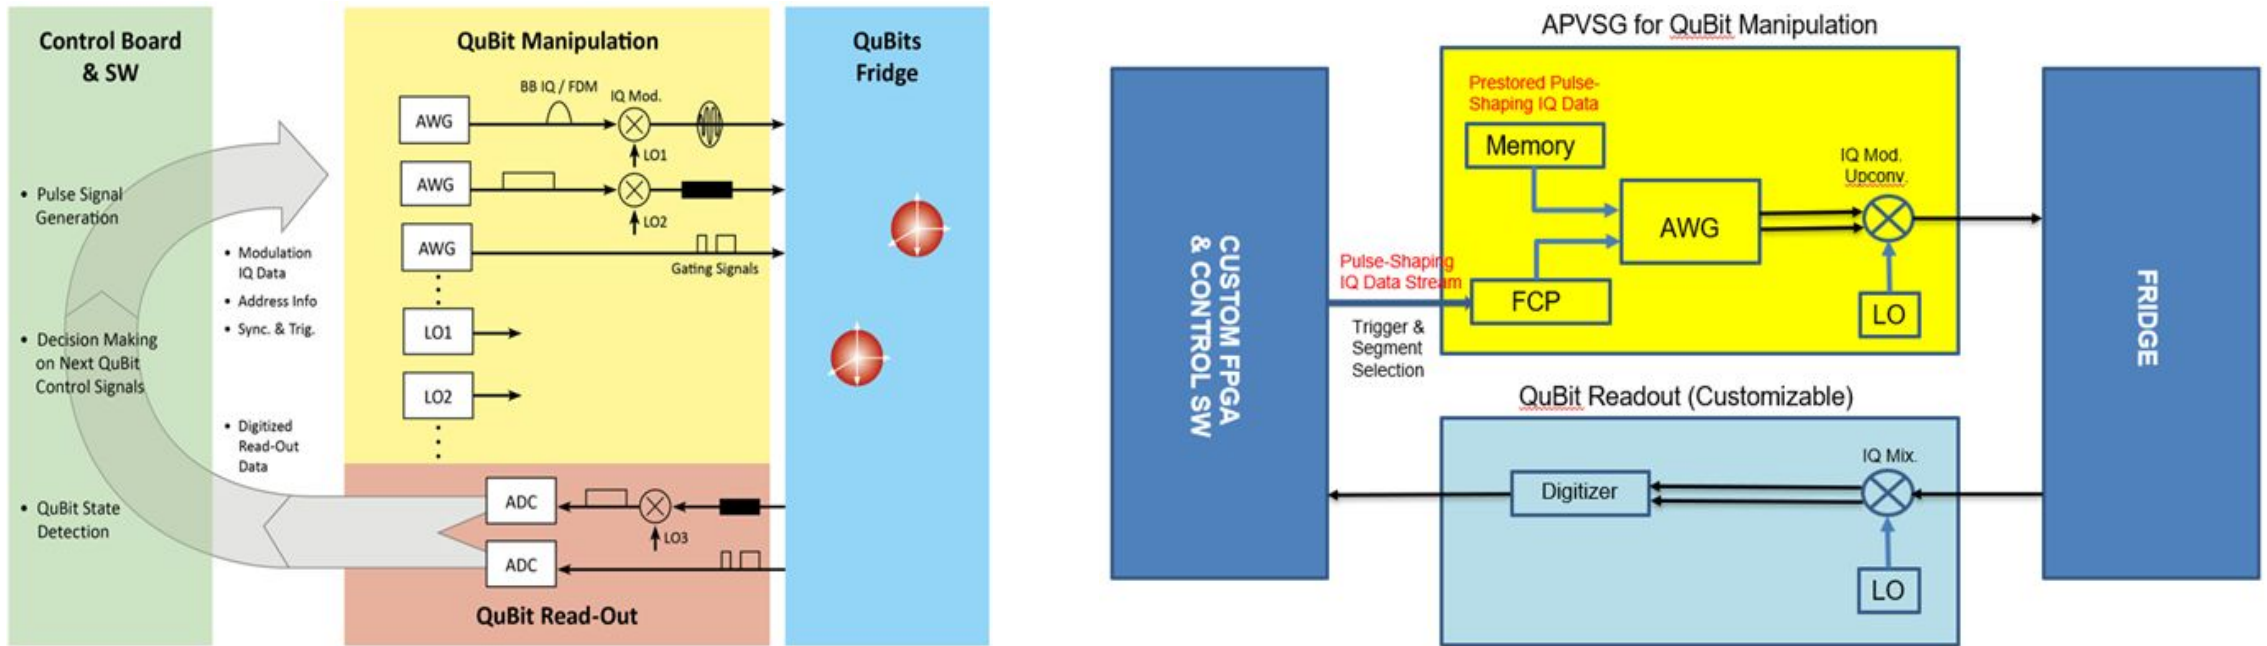 Control Board
& SW
• Pulse Signal
Generation
• Decision Making
on Next QuBit
Control Signals
• QuBit State
Detection
• Modulation
IQ Data
• Address Info
• Sync. & Trig.
• Digitized
Read-Out
Data
QuBit Manipulation
BB IQ / FDM
IQ Mod.
AWG
LO1
AWG
LO2
AWG
Gating Signals
LO1
LO2
ADC
LO3
ADC
QuBit Read-Out
QuBits
Fridge
APVSG for QuBit Manipulation
CUSTOM FPGA
& CONTROL SW
Prestored Pulse-
Shaping IQ Data
Memory
IQ Mod.
Upconv.
AWG
Pulse-Shaping
IQ Data Stream
FCP
LO
Trigger &
Segment
Selection
QuBit Readout (Customizable)
IQ Mix.
Digitizer
LO
FRIDGE